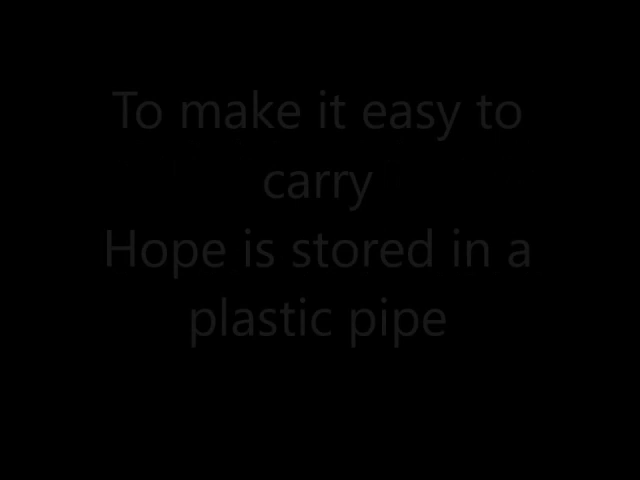 To make it easy to
carry
Hope is stored in a
plastic pipe